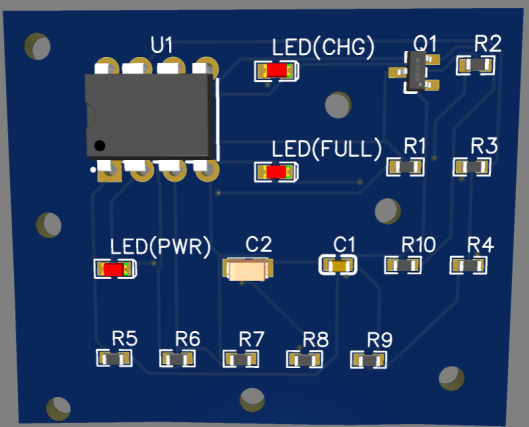 U1 LED(CHG) Q1 R2
LED(FULL) R1 R3
LED(PWR) C2 C1 R10 R4
R5 R6 R7 R8 R9